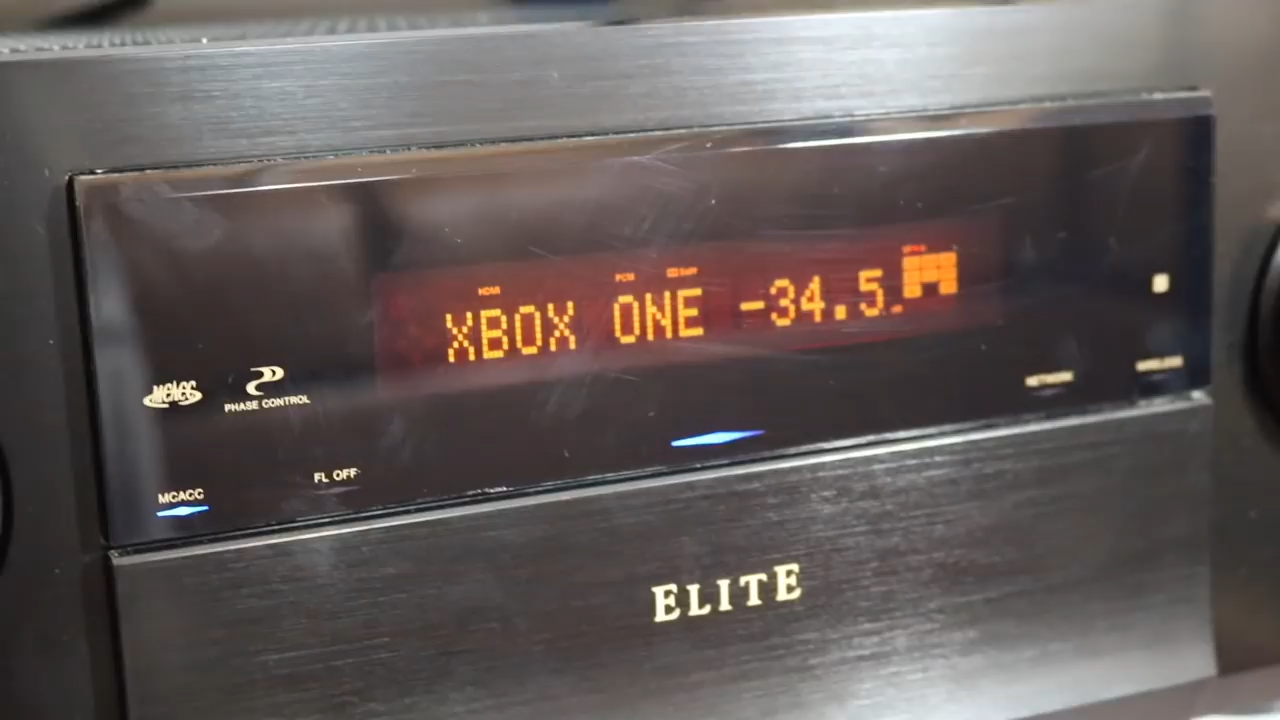 HDMI
PCM
XBOX ONE -34.5
MCACC
PHASE CONTROL
NETWORK
WIRELESS
FL OFF
MCACC
ELITE